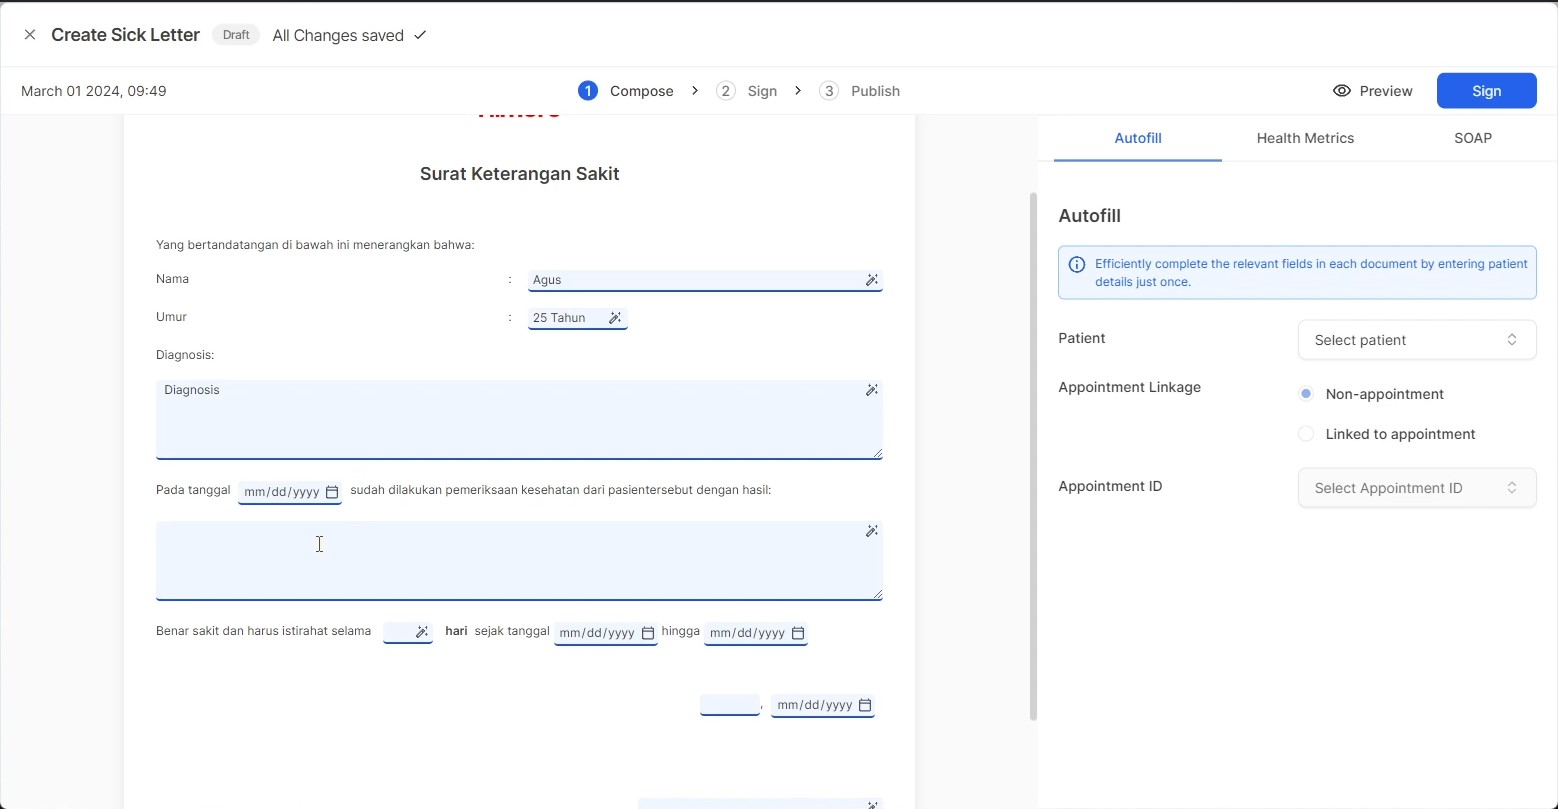 Create Sick Letter Draft All Changes saved
March 01 2024, 09:49 1 Compose 2 Sign 3 Publish Preview Sign
Autofill Health Metrics SOAP
Surat Keterangan Sakit
Yang bertandatangan di bawah ini menerangkan bahwa:
Nama : Agus
Umur : 25 Tahun
Diagnosis:
Diagnosis
Pada tanggal mm/dd/yyyy sudah dilakukan pemeriksaan kesehatan dari pasientersebut dengan hasil:
Benar sakit dan harus istirahat selama hari sejak tanggal mm/dd/yyyy hingga mm/dd/yyyy
, mm/dd/yyyy
Autofill
Efficiently complete the relevant fields in each document by entering patient
details just once.
Patient Select patient
Appointment Linkage Non-appointment
Linked to appointment
Appointment ID Select Appointment ID